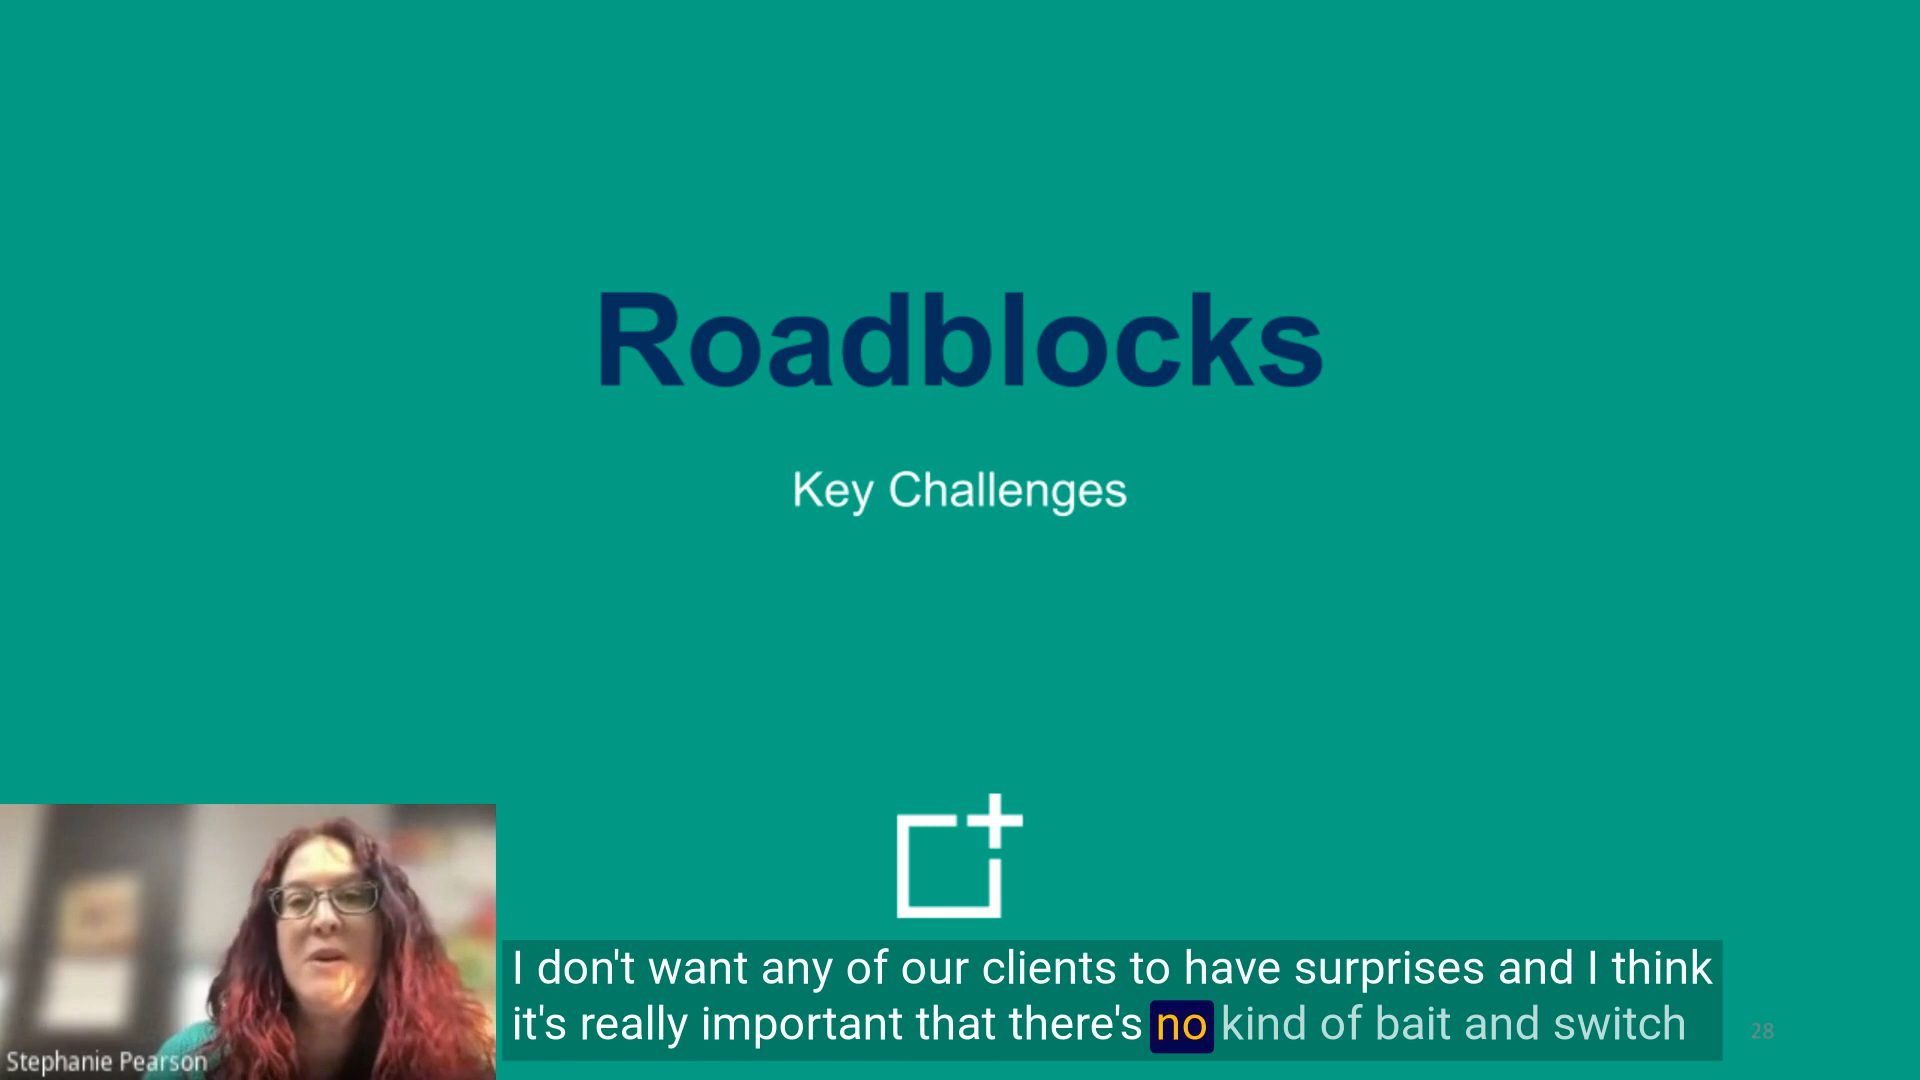 Roadblocks
Key Challenges
I don't want any of our clients to have surprises and I think
it's really important that there's no kind of bait and switch
28
Stephanie Pearson